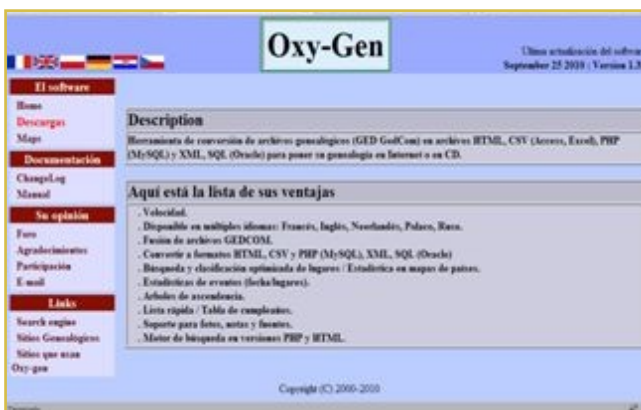 Oxy-Gen
Ultima actualización del software
September 25 2010 : Version 1.3
El software
Home
Descargas
Maps
Documentación
ChangeLog
Manual
Su opinión
Foro
Agradecimientos
Participación
E-mail
Links
Search engine
Sitios Genealógicos
Sitios que usan
Oxy-gen
Description
Herramienta de conversión de archivos genealógicos (GED GedCom) en archivos HTML, CSV (Access, Excel), PHP
(MySQL) y XML, SQL (Oracle) para poner su genealogía en Internet o en CD.
Aquí está la lista de sus ventajas
. Velocidad.
. Disponible en múltiples idiomas: Francés, Inglés, Neerlandés, Polaco, Ruso.
. Fusión de archivos GEDCOM.
. Convertir a formatos HTML, CSV y PHP (MySQL), XML, SQL (Oracle)
. Búsqueda y clasificación optimizada de lugares / Estadística en mapas de países.
. Estadísticas de eventos (fecha/lugares).
. Arboles de ascendencia.
. Lista rápida / Tabla de cumpleaños.
. Soporte para fotos, notas y fuentes.
. Motor de búsqueda en versiones PHP y HTML.
Copyright (C) 2000-2010